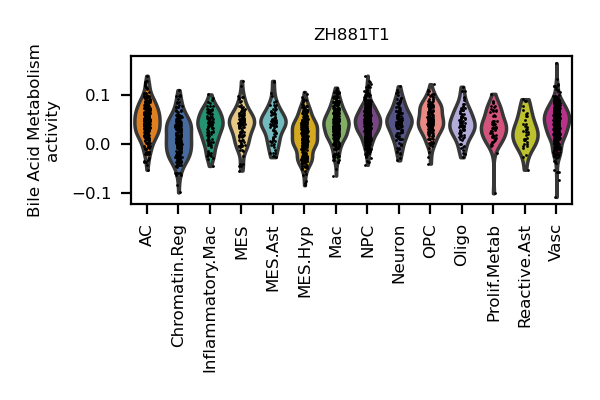 ZH881T1
Bile Acid Metabolism
activity
0.1
0.0
−0.1
AC
Chromatin.Reg
Inflammatory.Mac
MES
MES.Ast
MES.Hyp
Mac
NPC
Neuron
OPC
Oligo
Prolif.Metab
Reactive.Ast
Vasc